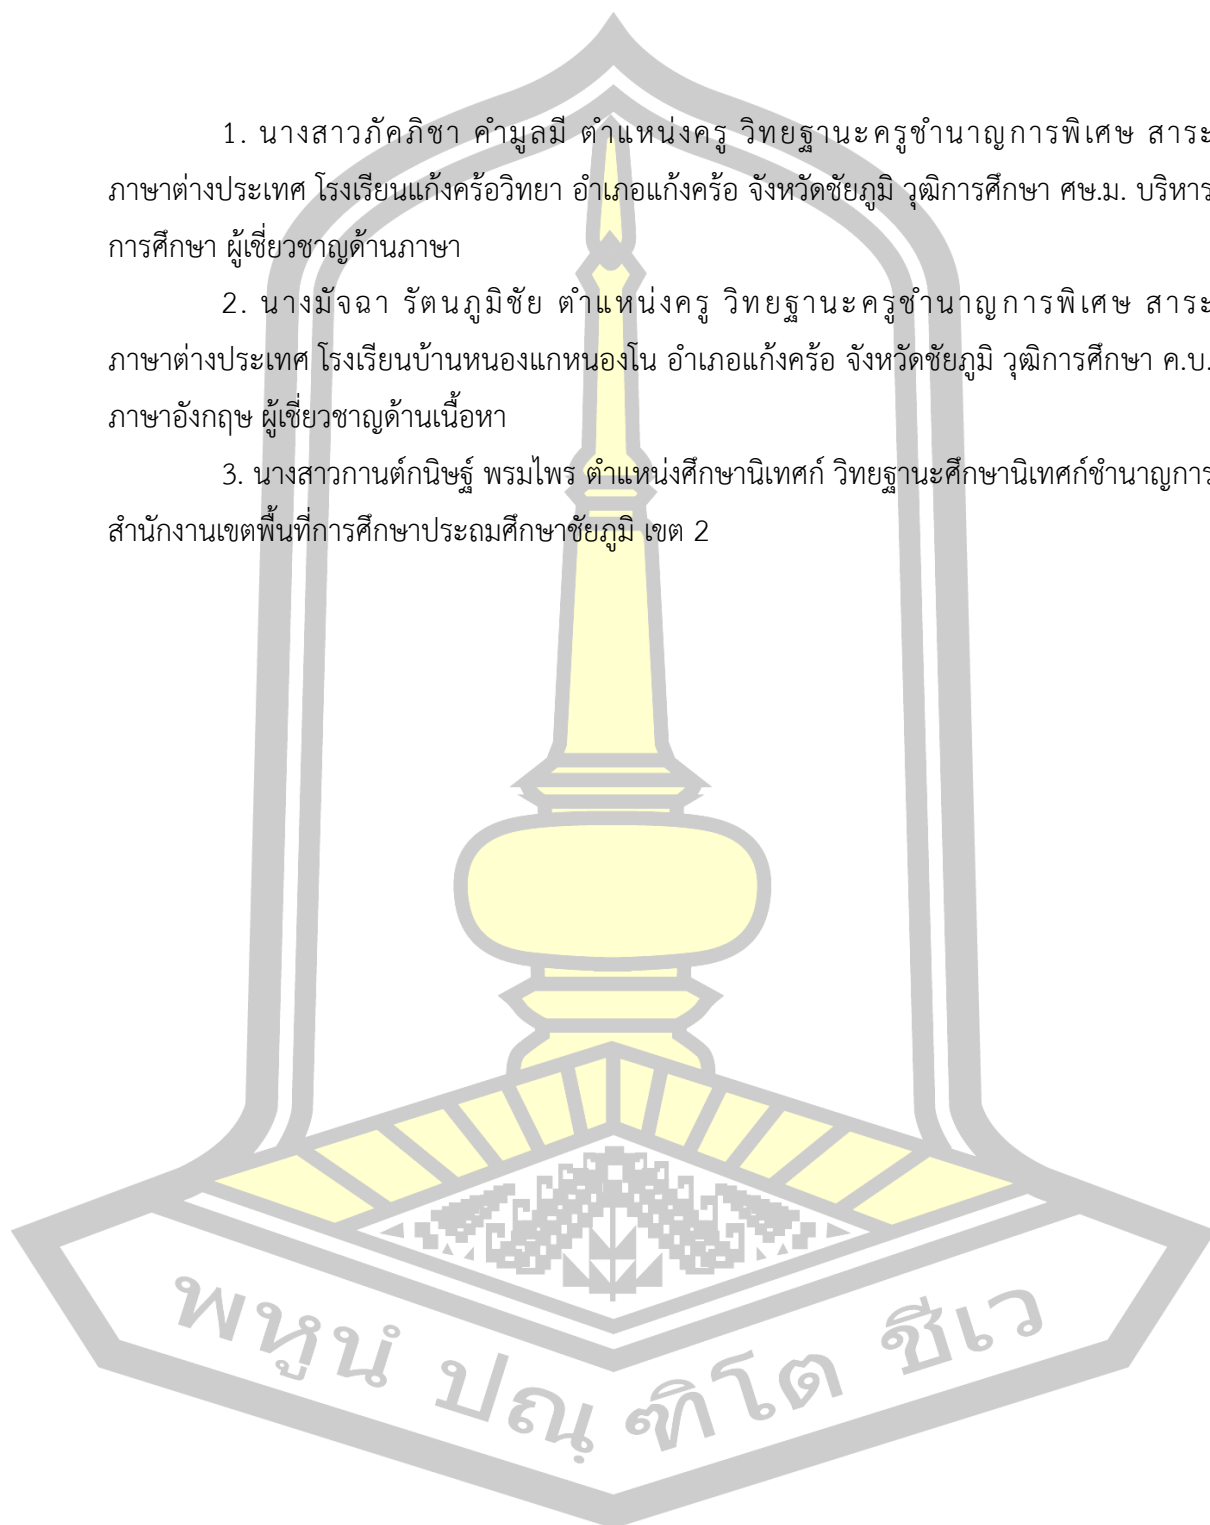 1. นางสาวภัคภิชา คำมูลมี ตำแหน่งครู วิทยฐานะครูชำนาญการพิเศษ สาระ
ภาษาต่างประเทศ โรงเรียนแก้งคร้อวิทยา อำเภอแก้งคร้อ จังหวัดชัยภูมิ วุฒิการศึกษา ศษ.ม. บริหาร
การศึกษา ผู้เชี่ยวชาญด้านภาษา
2. นางมัจฉา รัตนภูมิชัย ตำแหน่งครู วิทยฐานะครูชำนาญการพิเศษ สาระ
ภาษาต่างประเทศ โรงเรียนบ้านหนองแกหนองโน อำเภอแก้งคร้อ จังหวัดชัยภูมิ วุฒิการศึกษา ค.บ.
ภาษาอังกฤษ ผู้เชี่ยวชาญด้านเนื้อหา
3. นางสาวกานต์กนิษฐ์ พรมไพร ตำแหน่งศึกษานิเทศก์ วิทยฐานะศึกษานิเทศก์ชำนาญการ
สำนักงานเขตพื้นที่การศึกษาประถมศึกษาชัยภูมิ เขต 2
พหูนํ ปณฺ ฑิโต ชีเว